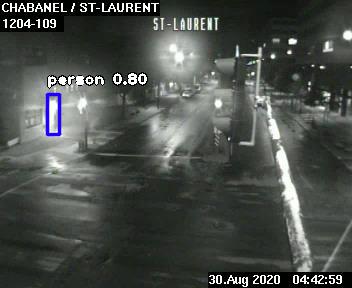 CHABANEL / ST-LAURENT
1204-109
ST-LAURENT
person 0.80
30.Aug 2020 04:42:59